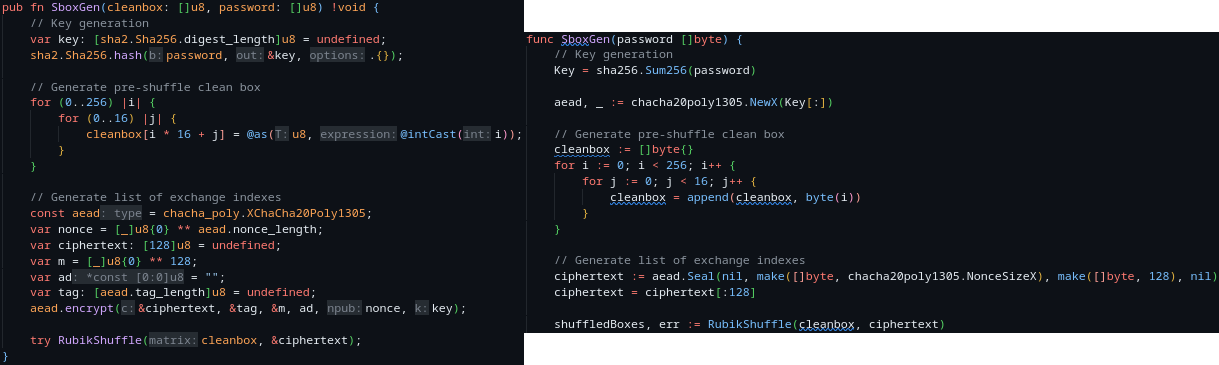 pub fn SboxGen(cleanbox: []u8, password: []u8) !void {
// Key generation
var key: [sha2.Sha256.digest_length]u8 = undefined;
sha2.Sha256.hash(b: password, out: &key, options: .{});
// Generate pre-shuffle clean box
for (0..256) |i| {
for (0..16) |j| {
cleanbox[i * 16 + j] = @as(T: u8, expression: @intCast(int: i));
}
}
// Generate list of exchange indexes
const aead: type = chacha_poly.XChaCha20Poly1305;
var nonce = [_]u8{0} ** aead.nonce_length;
var ciphertext: [128]u8 = undefined;
var m = [_]u8{0} ** 128;
var ad: *const [0:0]u8 = "";
var tag: [aead.tag_length]u8 = undefined;
aead.encrypt(c: &ciphertext, &tag, &m, ad, npub: nonce, k: key);
try RubikShuffle(matrix: cleanbox, &ciphertext);
}
func SboxGen(password []byte) {
// Key generation
Key = sha256.Sum256(password)
aead, _ := chacha20poly1305.NewX(Key[:])
// Generate pre-shuffle clean box
cleanbox := []byte{}
for i := 0; i < 256; i++ {
for j := 0; j < 16; j++ {
cleanbox = append(cleanbox, byte(i))
}
}
// Generate list of exchange indexes
ciphertext := aead.Seal(nil, make([]byte, chacha20poly1305.NonceSizeX), make([]byte, 128), nil)
ciphertext = ciphertext[:128]
shuffledBoxes, err := RubikShuffle(cleanbox, ciphertext)